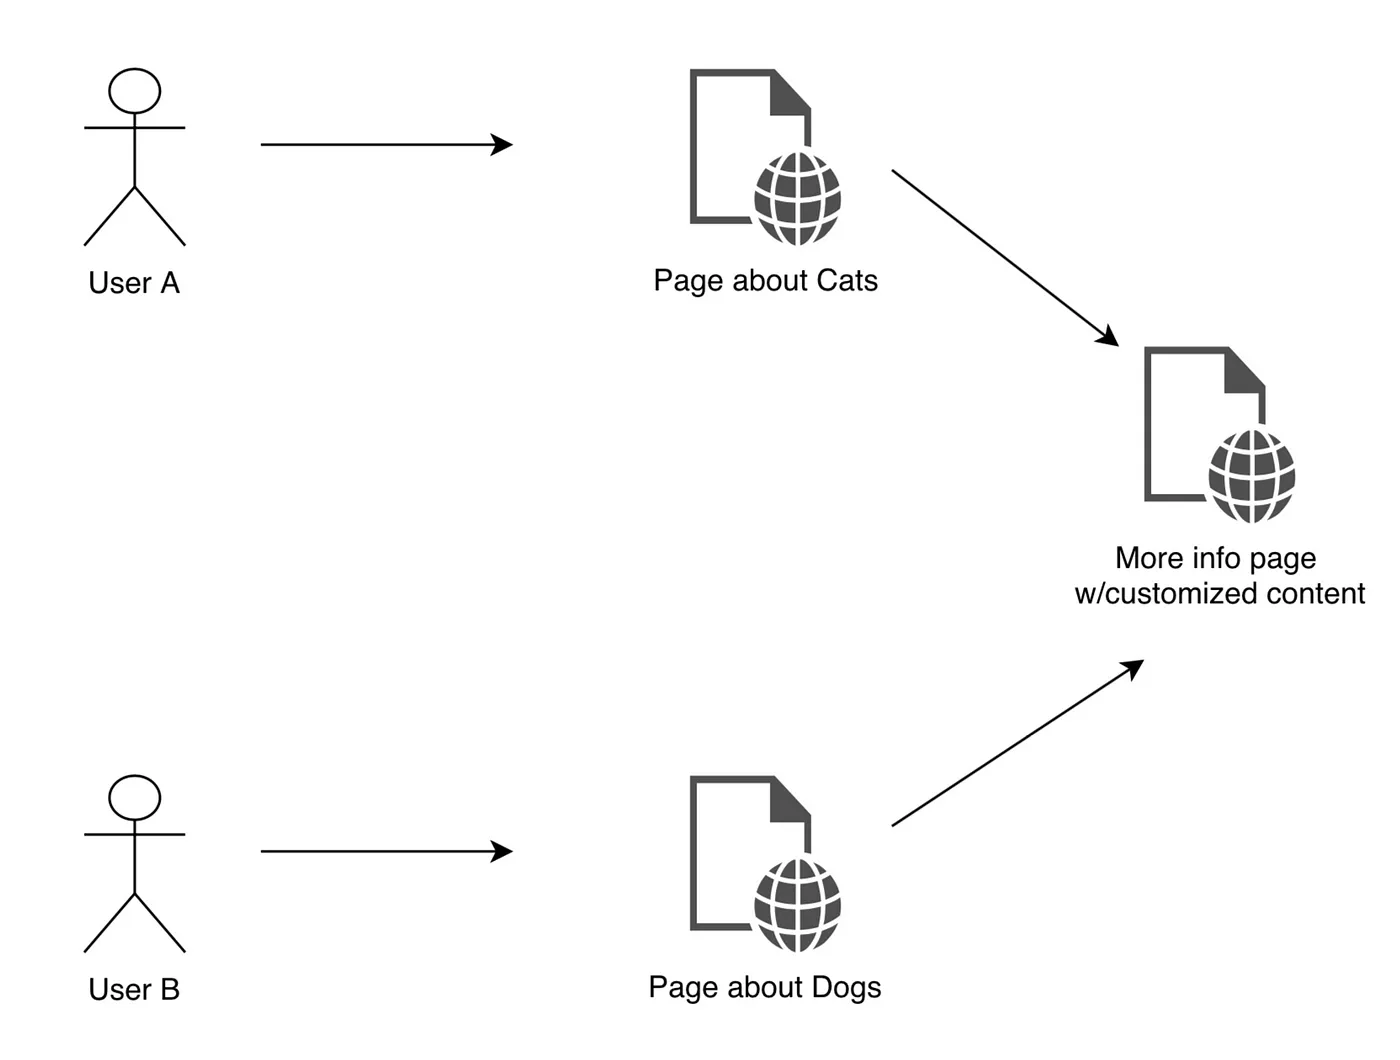 User A
Page about Cats
More info page
w/customized content
User B
Page about Dogs